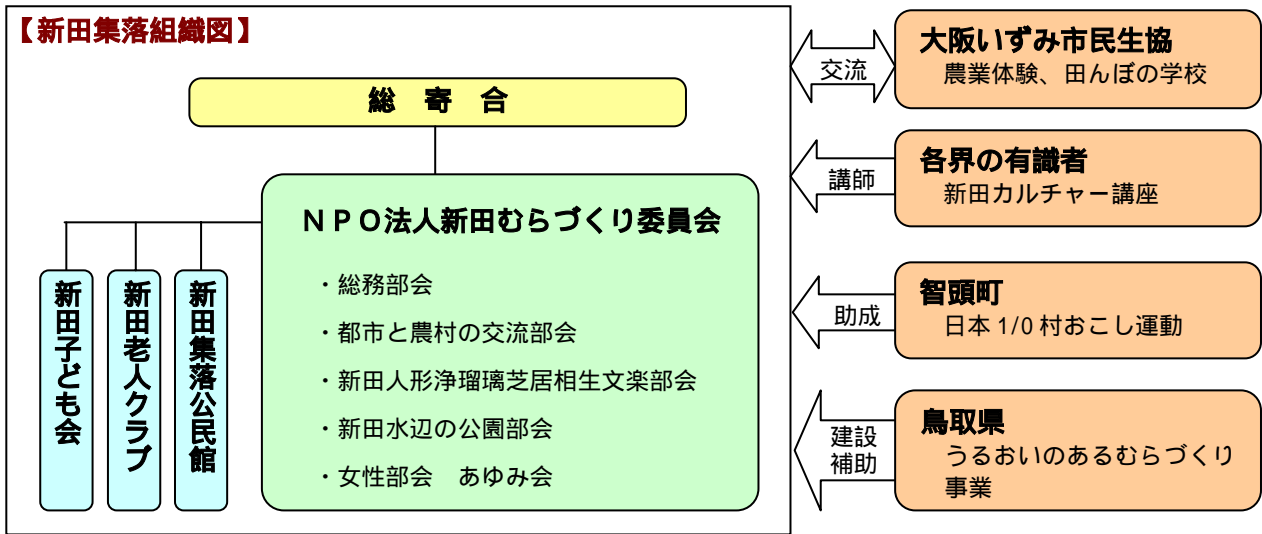 【新田集落組織図】
総 寄 合
NPO法人新田むらづくり委員会
・総務部会
・都市と農村の交流部会
・新田人形浄瑠璃芝居相生文楽部会
・新田水辺の公園部会
・女性部会 あゆみ会
新田子ども会
新田老人クラブ
新田集落公民館
交流
大阪いずみ市民生協
農業体験、田んぼの学校
講師
各界の有識者
新田カルチャー講座
助成
智頭町
日本 1/0 村おこし運動
建設
補助
鳥取県
うるおいのあるむらづくり
事業